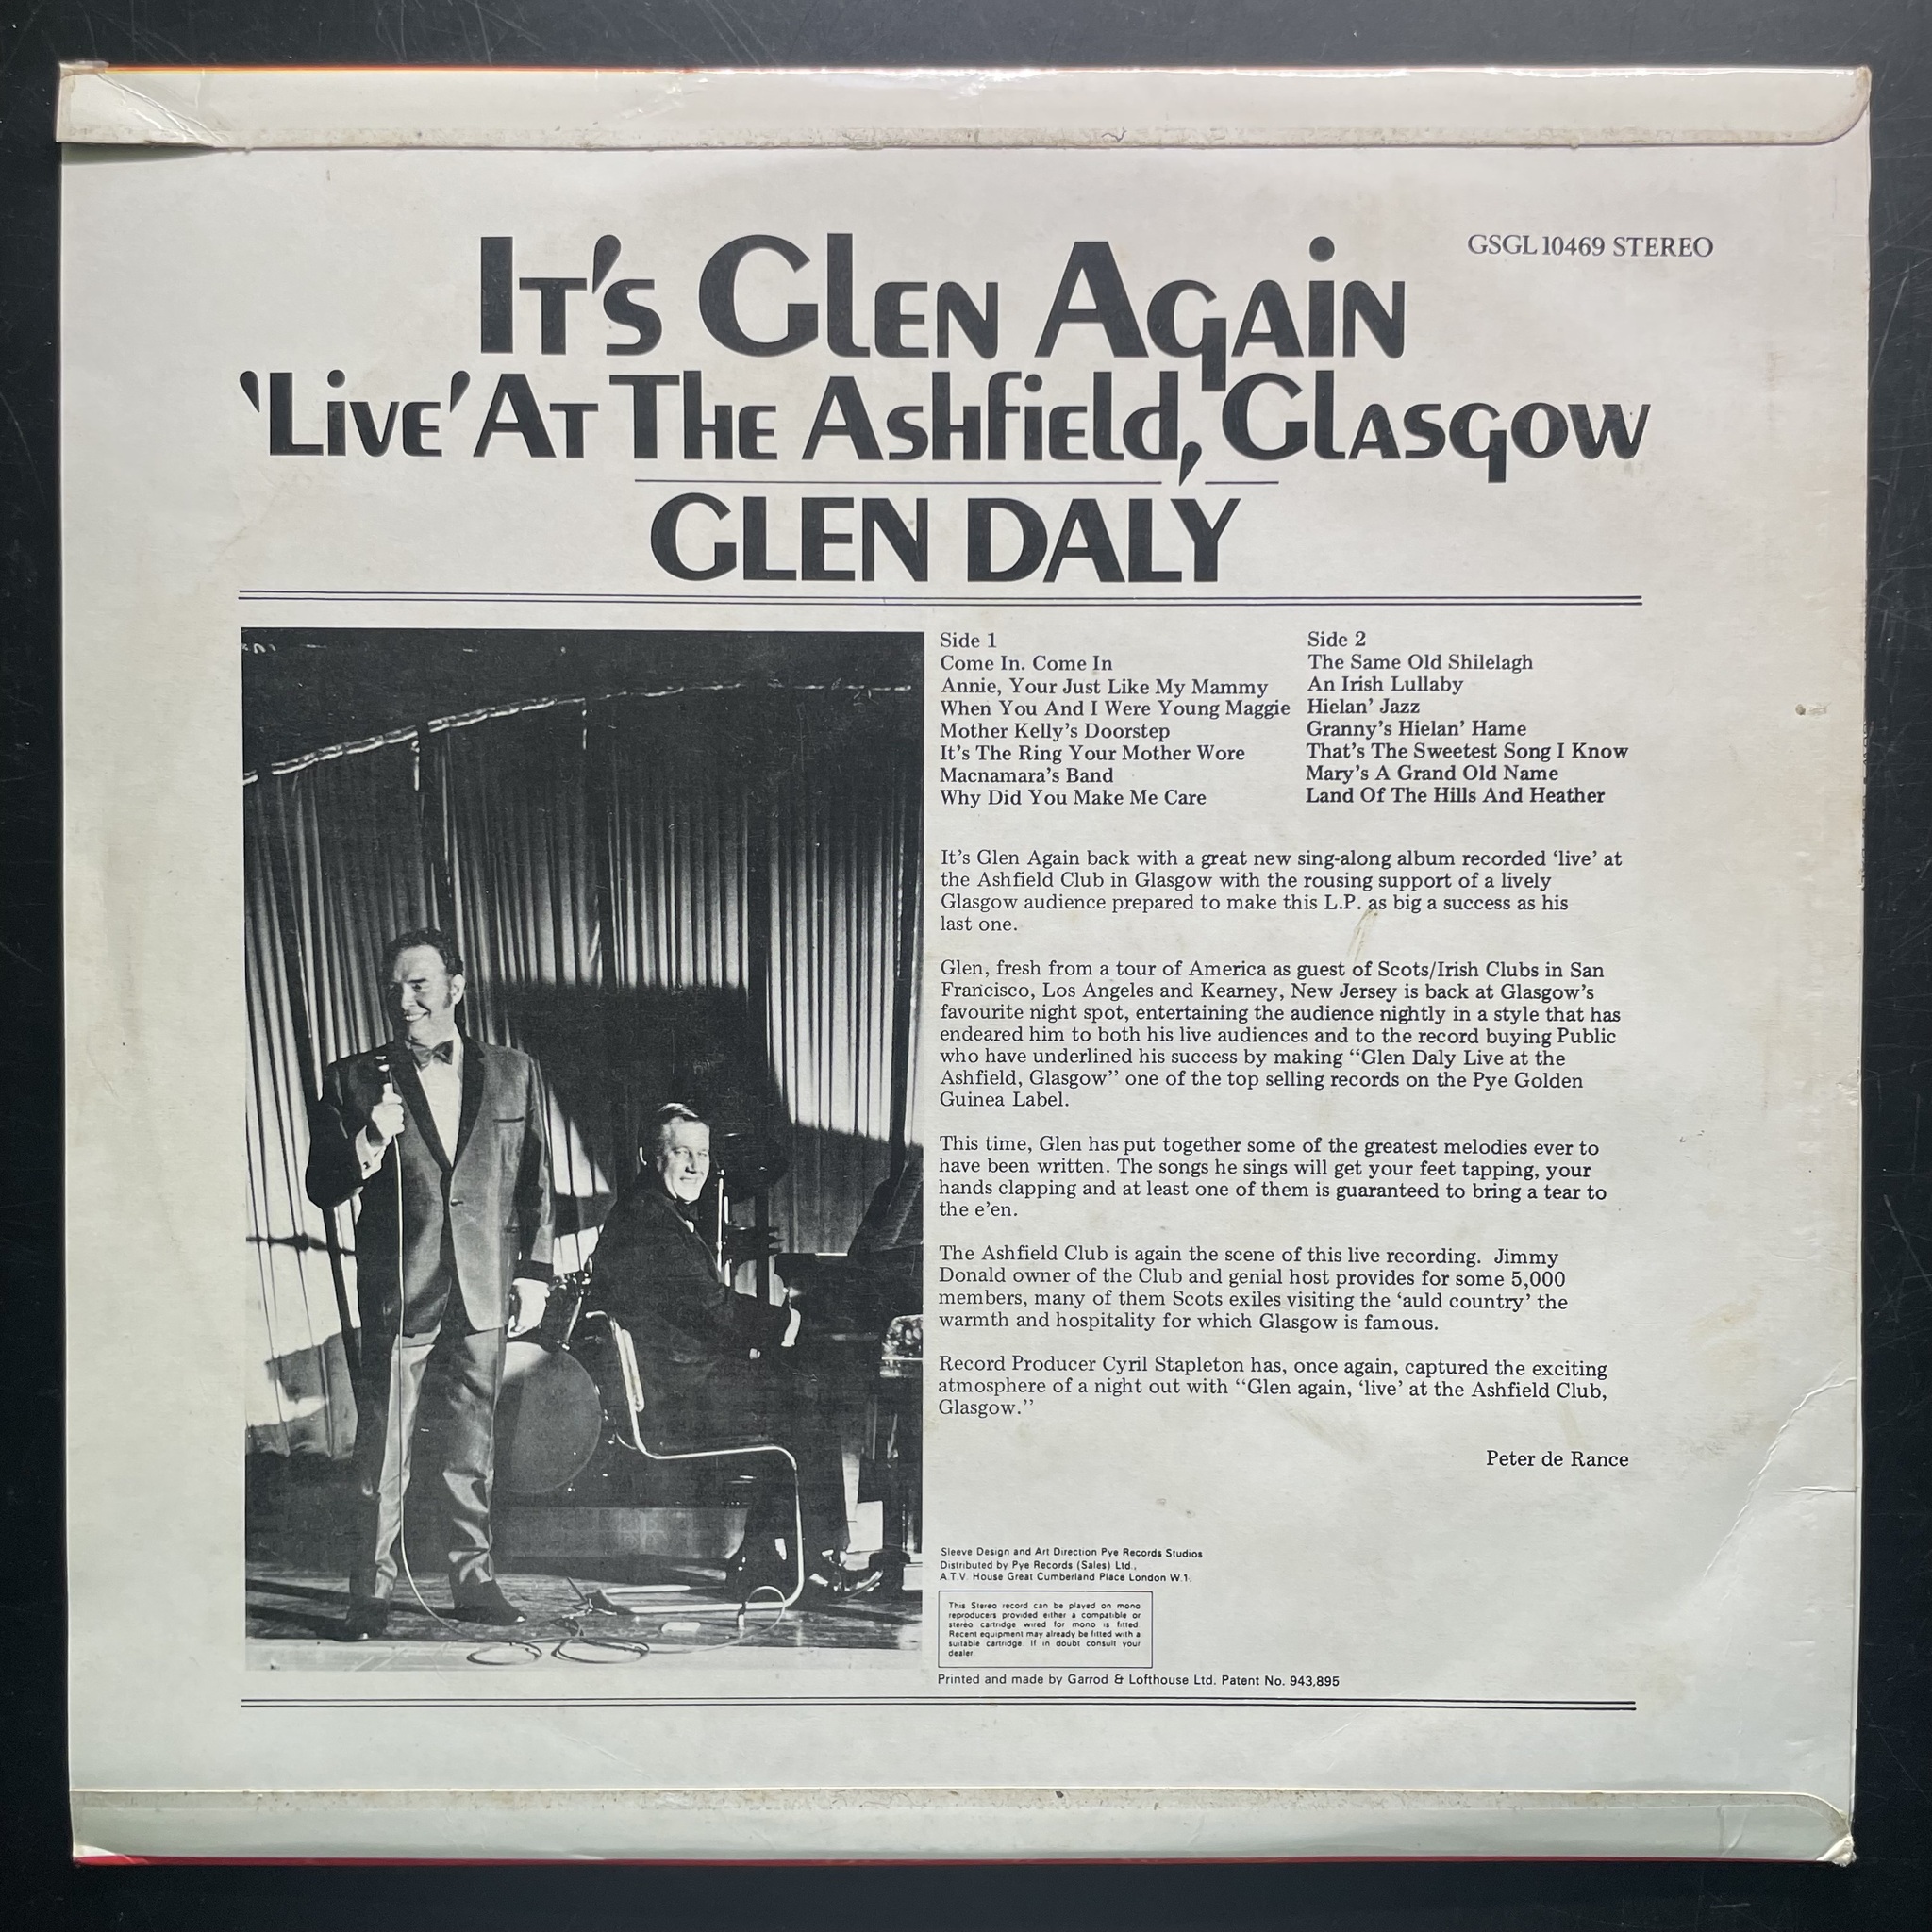 GSGL 10469 STEREO
It's Glen Again
'Live' At The Ashfield, Glasgow
GLEN DALY
Side 1
Come In. Come In
Annie, Your Just Like My Mammy
When You And I Were Young Maggie
Mother Kelly's Doorstep
It's The Ring Your Mother Wore
Macnamara's Band
Why Did You Make Me Care
Side 2
The Same Old Shilelagh
An Irish Lullaby
Hielan' Jazz
Granny's Hielan' Hame
That's The Sweetest Song I Know
Mary's A Grand Old Name
Land Of The Hills And Heather
It's Glen Again back with a great new sing-along album recorded 'live' at
the Ashfield Club in Glasgow with the rousing support of a lively
Glasgow audience prepared to make this L.P. as big a success as his
last one.
Glen, fresh from a tour of America as guest of Scots/Irish Clubs in San
Francisco, Los Angeles and Kearney, New Jersey is back at Glasgow's
favourite night spot, entertaining the audience nightly in a style that has
endeared him to both his live audiences and to the record buying Public
who have underlined his success by making "Glen Daly Live at the
Ashfield, Glasgow" one of the top selling records on the Pye Golden
Guinea Label.
This time, Glen has put together some of the greatest melodies ever to
have been written. The songs he sings will get your feet tapping, your
hands clapping and at least one of them is guaranteed to bring a tear to
the e'en.
The Ashfield Club is again the scene of this live recording. Jimmy
Donald owner of the Club and genial host provides for some 5,000
members, many of them Scots exiles visiting the 'auld country' the
warmth and hospitality for which Glasgow is famous.
Record Producer Cyril Stapleton has, once again, captured the exciting
atmosphere of a night out with "Glen again, 'live' at the Ashfield Club,
Glasgow."
Peter de Rance
Sleeve Design and Art Direction Pye Records Studios
Distributed by Pye Records (Sales) Ltd.,
A.T.V. House Great Cumberland Place London W.1.
This Stereo record can be played on mono
reproducers provided either a compatible or
stereo cartridge wired for mono is fitted.
Recent equipment may already be fitted with a
suitable cartridge. If in doubt consult your
dealer.
Printed and made by Garrod & Lofthouse Ltd. Patent No. 943,895